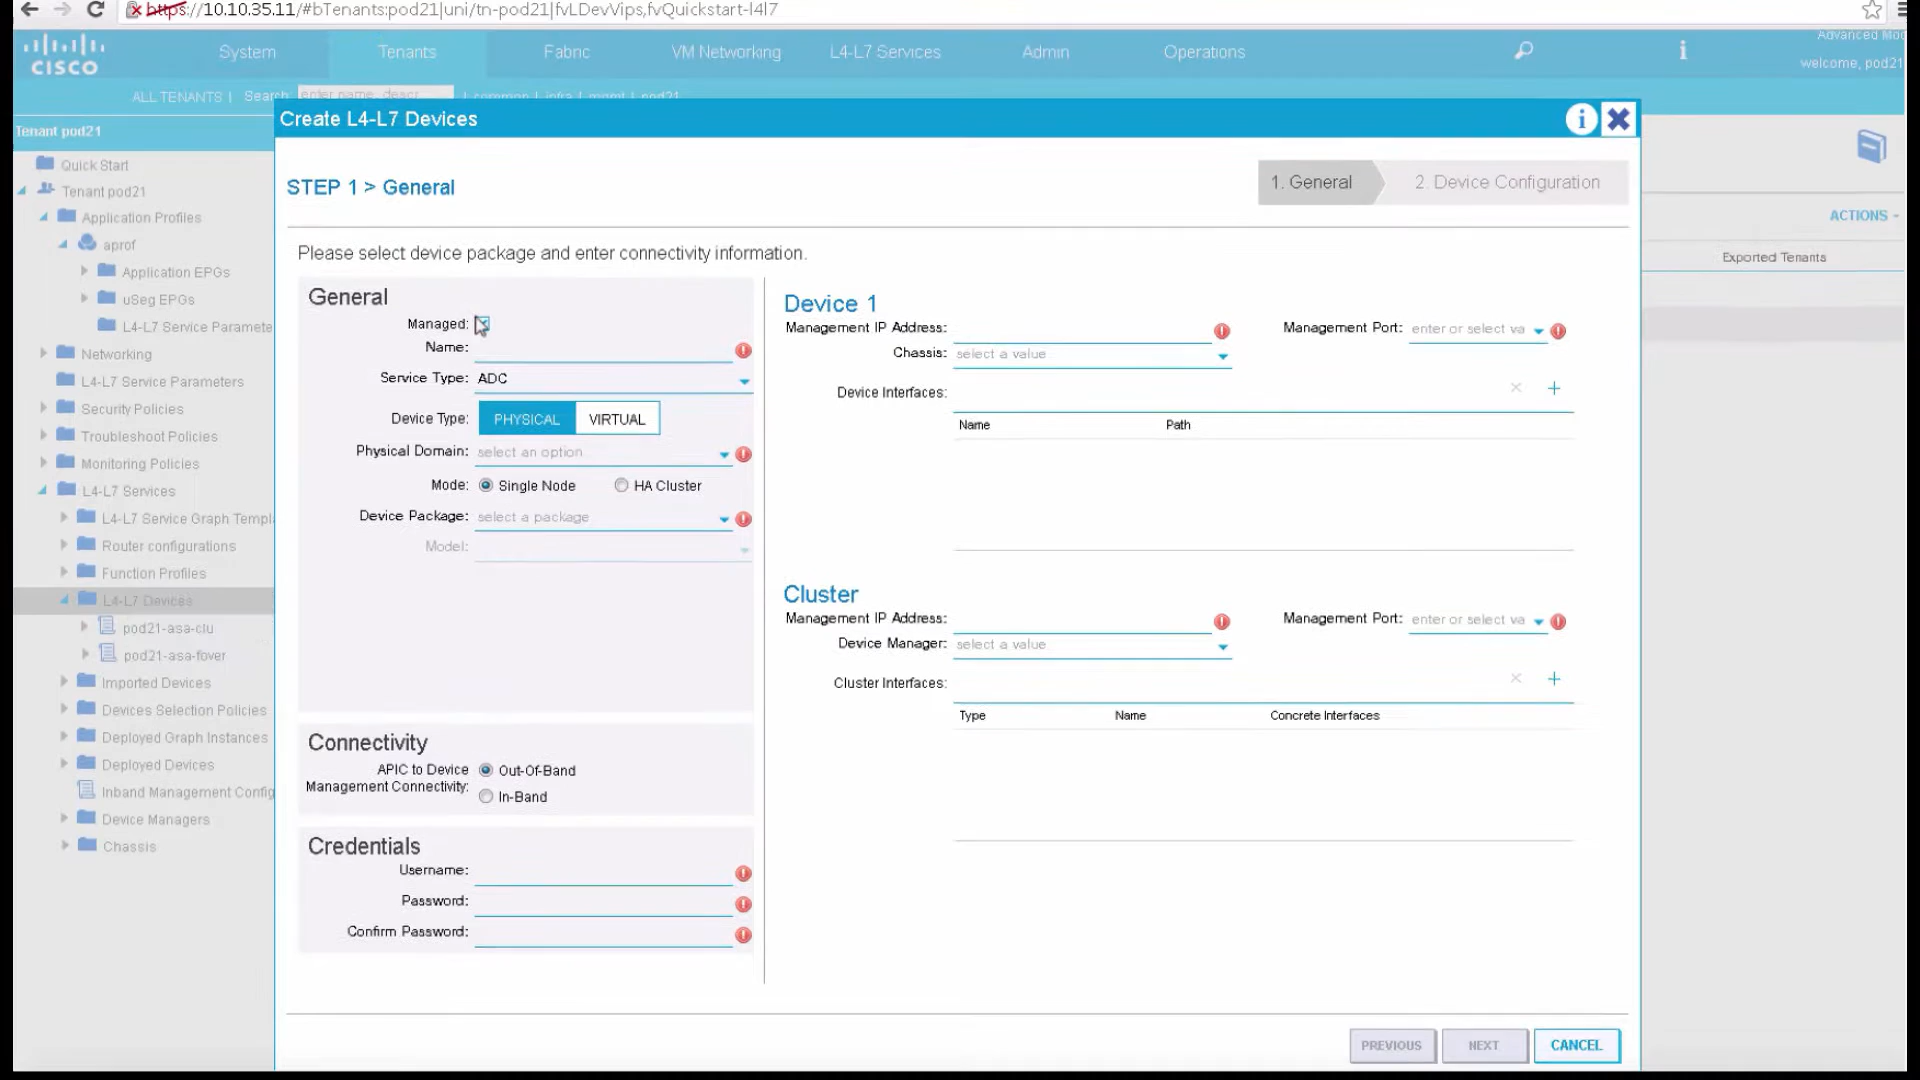 https://10.10.35.11/#bTenants:pod21|uni/tn-pod21|fvLDevVips,fvQuickstart-l4l7
Advanced Mod
CISCO
System
Tenants
Fabric
VM Networking
L4-L7 Services
Admin
Operations
i
welcome, pod21
ALL TENANTS |
Search:
enter name, descr
| common | infra | mgmt | pod21
Create L4-L7 Devices
i
Tenant pod21
Quick Start
Tenant pod21
Application Profiles
aprof
Application EPGs
uSeg EPGs
L4-L7 Service Paramete
Networking
L4-L7 Service Parameters
Security Policies
Troubleshoot Policies
Monitoring Policies
L4-L7 Services
L4-L7 Service Graph Templ
Router configurations
Function Profiles
L4-L7 Devices
pod21-asa-clu
pod21-asa-fover
Imported Devices
Devices Selection Policies
Deployed Graph Instances
Deployed Devices
Inband Management Config
Device Managers
Chassis
STEP 1 > General
1. General
2. Device Configuration
Please select device package and enter connectivity information.
General
Managed:
Name:
Service Type: ADC
Device Type: PHYSICAL VIRTUAL
Physical Domain: select an option
Mode: Single Node HA Cluster
Device Package: select a package
Model:
Connectivity
APIC to Device
Management Connectivity:
Out-Of-Band
In-Band
Credentials
Username:
Password:
Confirm Password:
Device 1
Management IP Address:
Management Port: enter or select va
Chassis: select a value
Device Interfaces:
Name Path
Cluster
Management IP Address:
Management Port: enter or select va
Device Manager: select a value
Cluster Interfaces:
Type Name Concrete Interfaces
PREVIOUS
NEXT
CANCEL
ACTIONS
Exported Tenants